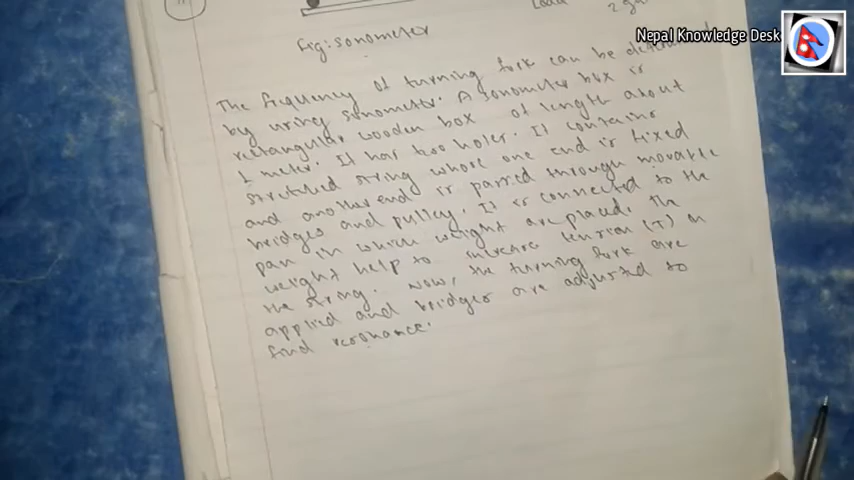 Load
2 gm
Nepal Knowledge Desk
fig: sonometer
The frequency of turning fork can be
by using sonometer. A sonometer box is
rectangular wooden box of length about
1 meter. It has two holes. It contains
stretched string whose one end is fixed
and another end is passed through movable
bridges and pulley. It is connected to the
pan in which weight are placed. The
weight help to tension (T) on
the string. Now, the turning fork are
applied and bridges are adjusted to
find resonance.